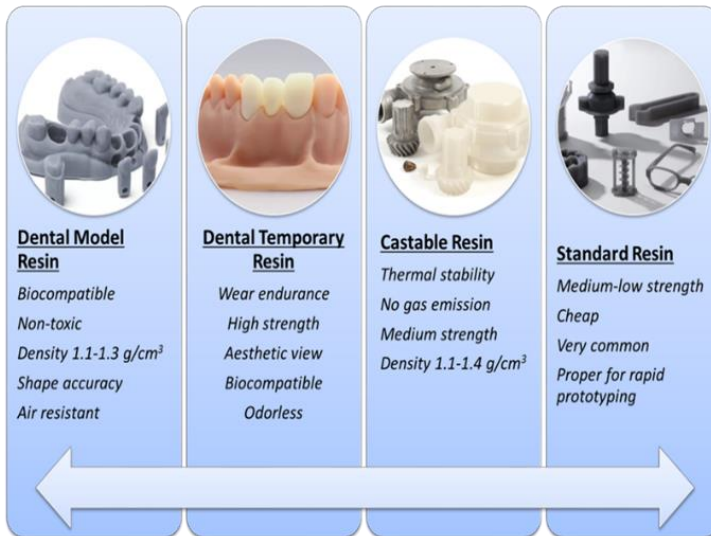 Dental Model
Resin
Biocompatible
Non-toxic
Density 1.1-1.3 g/cm³
Shape accuracy
Air resistant
Dental Temporary
Resin
Wear endurance
High strength
Aesthetic view
Biocompatible
Odorless
Castable Resin
Thermal stability
No gas emission
Medium strength
Density 1.1-1.4 g/cm³
Standard Resin
Medium-low strength
Cheap
Very common
Proper for rapid
prototyping